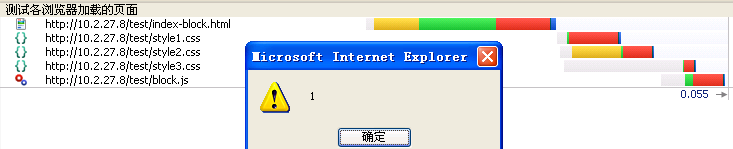 测试各浏览器加载的页面
http://10.2.27.8/test/index-block.html
http://10.2.27.8/test/style1.css
http://10.2.27.8/test/style2.css
http://10.2.27.8/test/style3.css
http://10.2.27.8/test/block.js
0.055
Microsoft Internet Explorer
1
确定